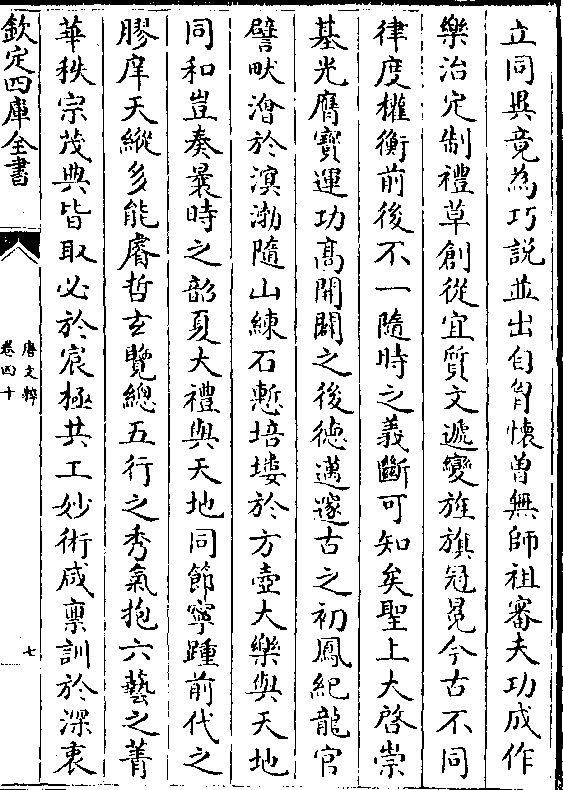 立同異竟為巧説並出匈胷懷曾無師祖審夫功成作
樂治定制禮草創從宜質文遞變旌旗冠冕今古不同
律度權衡前後不一隨時之義斷可知矣聖上大啓崇
基光膺寶運功髙開闢之後德邁邃古之初鳳紀龍官
譬畎澮於溟渤隨山練石慙培塿於方壺大樂與天地
同和豈奏曩時之韶夏大禮與天地同節寧踵前代之
膠庠天縱多能睿哲玄覽總五行之秀氣抱六藝之菁
華秩宗茂典皆取必於宸極共工妙術咸禀訓於深衷
欽定四庫全書
唐文粹
卷四十
七